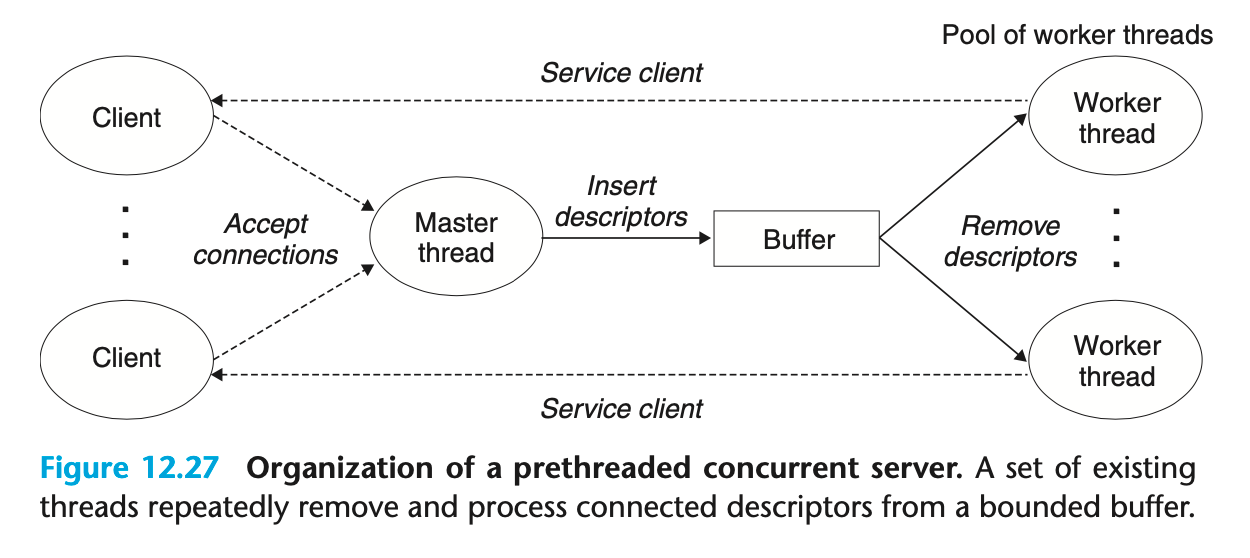 Pool of worker threads
Service client
Client
Worker
thread
Accept
connections
Master
thread
Insert
descriptors
Buffer
Remove
descriptors
Client
Worker
thread
Service client
Figure 12.27 Organization of a prethreaded concurrent server. A set of existing
threads repeatedly remove and process connected descriptors from a bounded buffer.